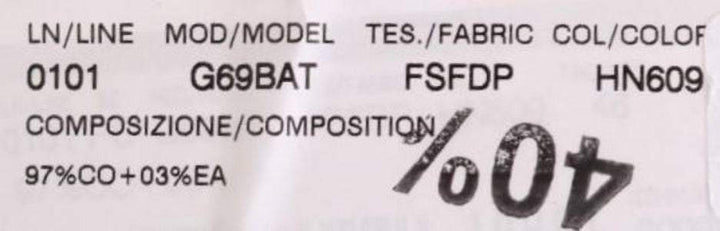 LN/LINE MOD/MODEL TES./FABRIC COL/COLOR
0101 G69BAT FSFDP HN609
COMPOSIZIONE/COMPOSITION
97%CO+03%EA
40%